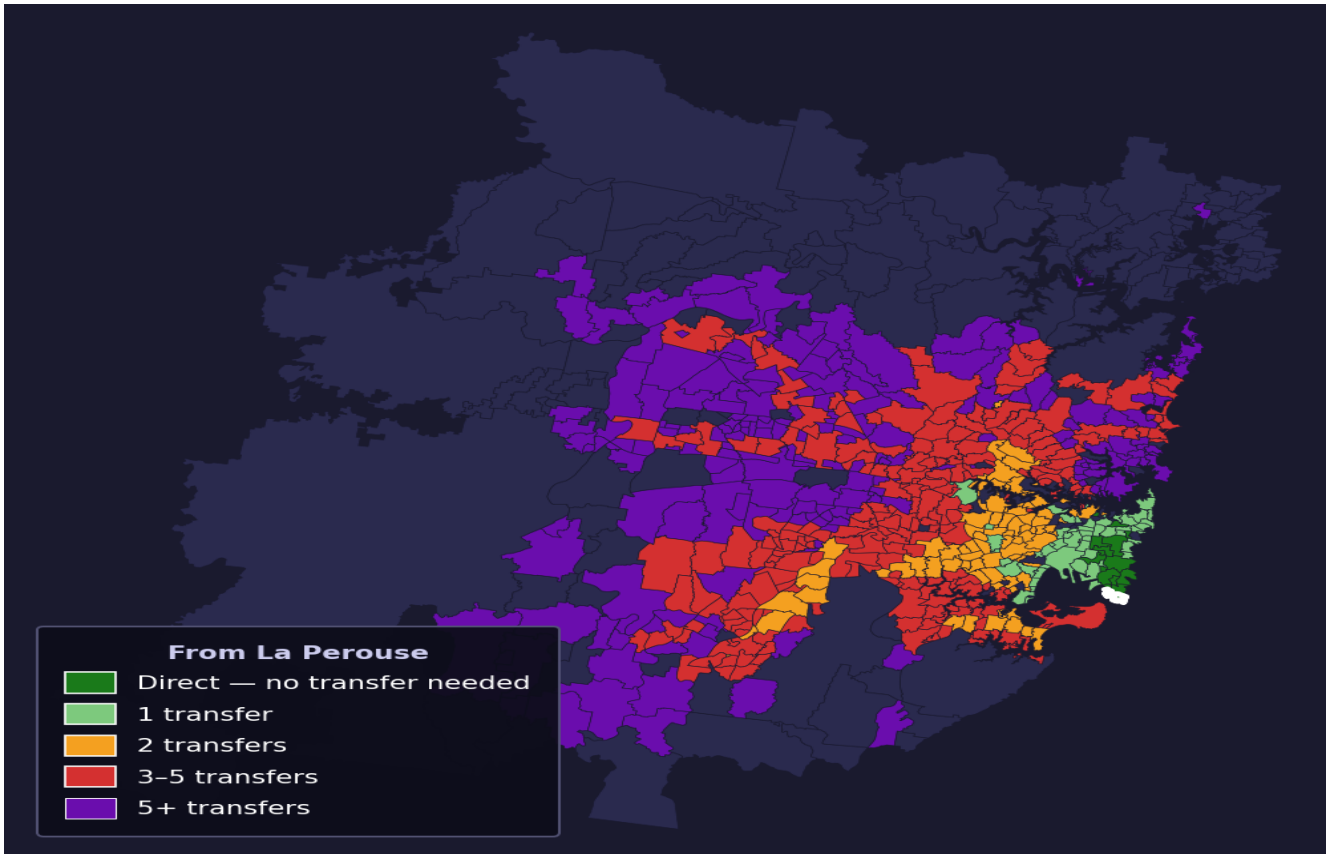 From La Perouse
Direct — no transfer needed
1 transfer
2 transfers
3–5 transfers
5+ transfers